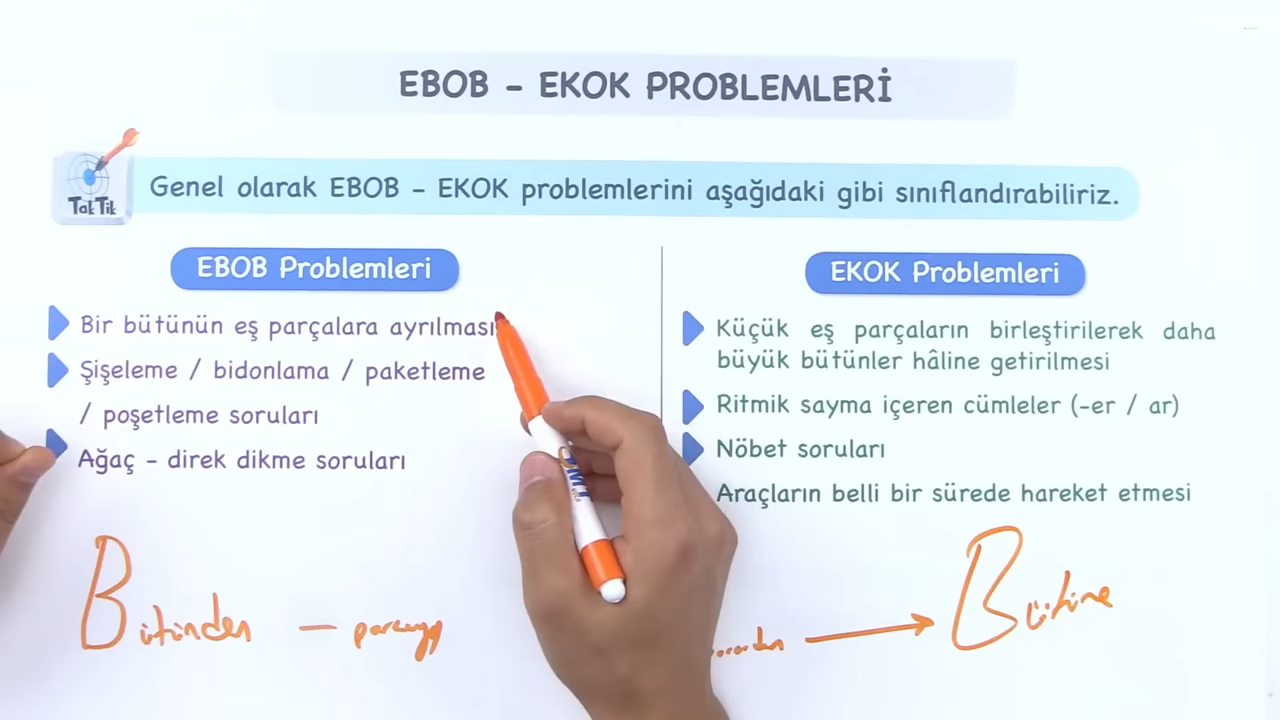 EBOB – EKOK PROBLEMLERİ
TakTik
Genel olarak EBOB – EKOK problemlerini aşağıdaki gibi sınıflandırabiliriz.
EBOB Problemleri
Bir bütünün eş parçalara ayrılması
Şişeleme / bidonlama / paketleme
/ poşetleme soruları
Ağaç – direk dikme soruları
Bütünden — parçaya
EKOK Problemleri
Küçük eş parçaların birleştirilerek daha
büyük bütünler hâline getirilmesi
Ritmik sayma içeren cümleler (-er / ar)
Nöbet soruları
Araçların belli bir sürede hareket etmesi
Bütüne